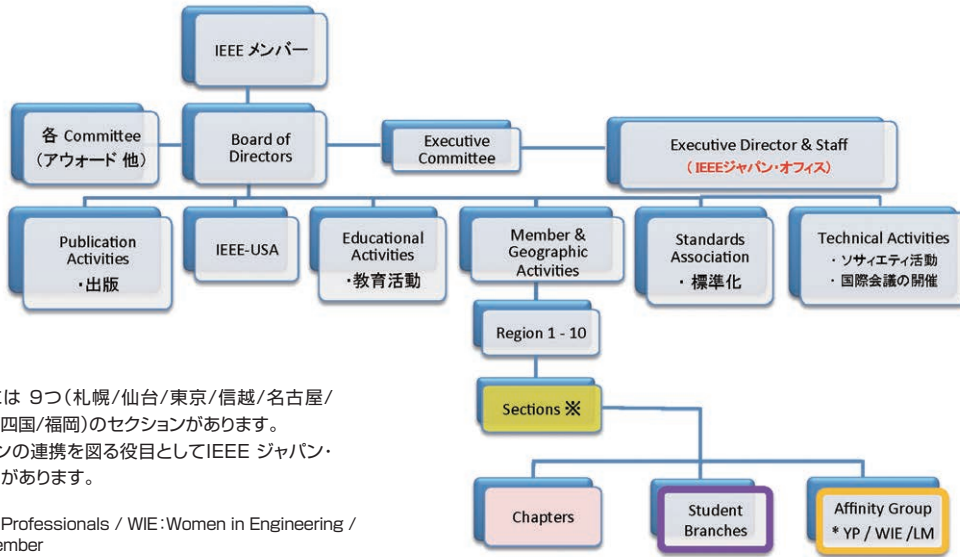 IEEE メンバー
各 Committee
（アウォード 他）
Board of
Directors
Executive
Committee
Executive Director & Staff
（IEEEジャパン・オフィス）
Publication
Activities
・出版
IEEE-USA
Educational
Activities
・教育活動
Member &
Geographic
Activities
Standards
Association
・標準化
Technical Activities
・ソサィエティ活動
・国際会議の開催
Region 1 - 10
Sections ※
Chapters
Student
Branches
Affinity Group
* YP / WIE /LM
は 9つ（札幌/仙台/東京/信越/名古屋/
四国/福岡）のセクションがあります。
ンの連携を図る役目としてIEEE ジャパン・
があります。
Professionals / WIE：Women in Engineering /
ember